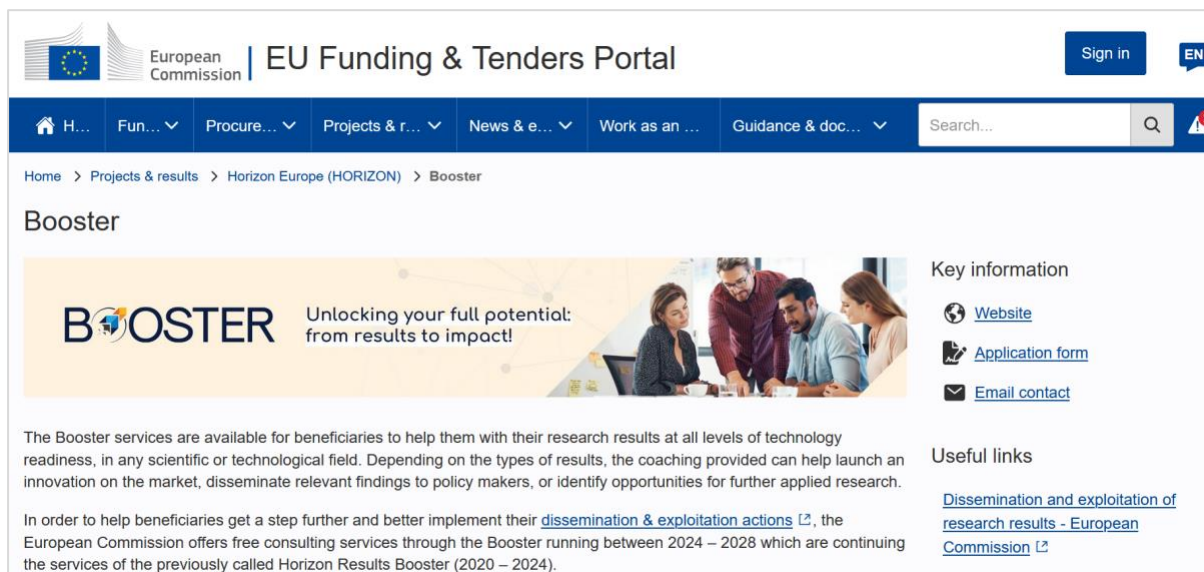 European
Commission
EU Funding & Tenders Portal
Sign in
EN
H...
Fun...
Procure...
Projects & r...
News & e...
Work as an ...
Guidance & doc...
Search...
Home > Projects & results > Horizon Europe (HORIZON) > Booster
Booster
BOOSTER
Unlocking your full potential:
from results to impact!
The Booster services are available for beneficiaries to help them with their research results at all levels of technology
readiness, in any scientific or technological field. Depending on the types of results, the coaching provided can help launch an
innovation on the market, disseminate relevant findings to policy makers, or identify opportunities for further applied research.
In order to help beneficiaries get a step further and better implement their dissemination & exploitation actions, the
European Commission offers free consulting services through the Booster running between 2024 – 2028 which are continuing
the services of the previously called Horizon Results Booster (2020 – 2024).
Key information
Website
Application form
Email contact
Useful links
Dissemination and exploitation of
research results - European
Commission